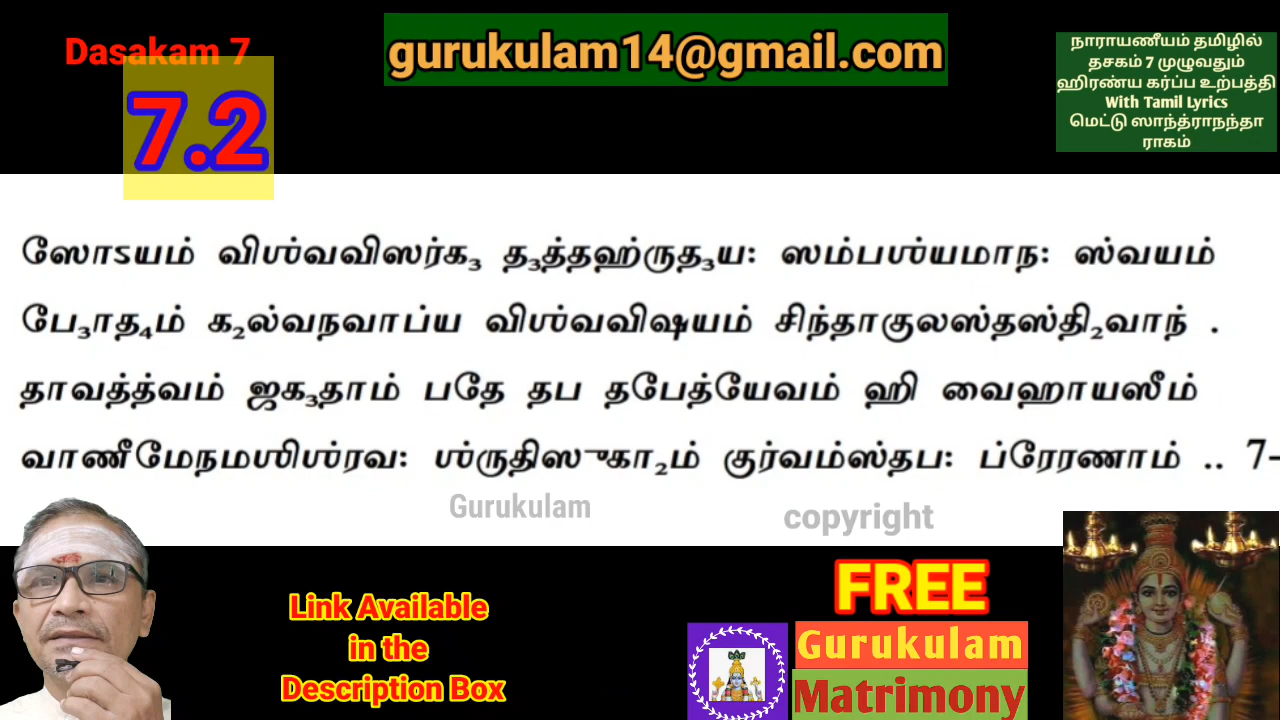 Dasakam 7
7.2
gurukulam14@gmail.com
நாராயணீயம் தமிழில்
தசகம் 7 முழுவதும்
ஹிரண்ய கர்ப்ப உற்பத்தி
With Tamil Lyrics
மெட்டு ஸாந்த்ராநந்தா
ராகம்
ஸோঽயம் விஶ்வவிஸர்க₃ த₃த்தஹ்ருத₃ய: ஸம்பஶ்யமாந: ஸ்வயம்
போ₃த₄ம் க₂ல்வநவாப்ய விஶ்வவிஷயம் சிந்தாகுலஸ்தஸ்தி₂வாந் .
தாவத்த்வம் ஜக₃தாம் பதே தப தபேத்யேவம் ஹி வைஹாயஸீம்
வாணீமேநமஶிஶ்ரவ: ஶ்ருதிஸுகா₂ம் குர்வம்ஸ்தப: ப்ரேரணாம் .. 7-
Gurukulam
copyright
Link Available
in the
Description Box
FREE
Gurukulam
Matrimony